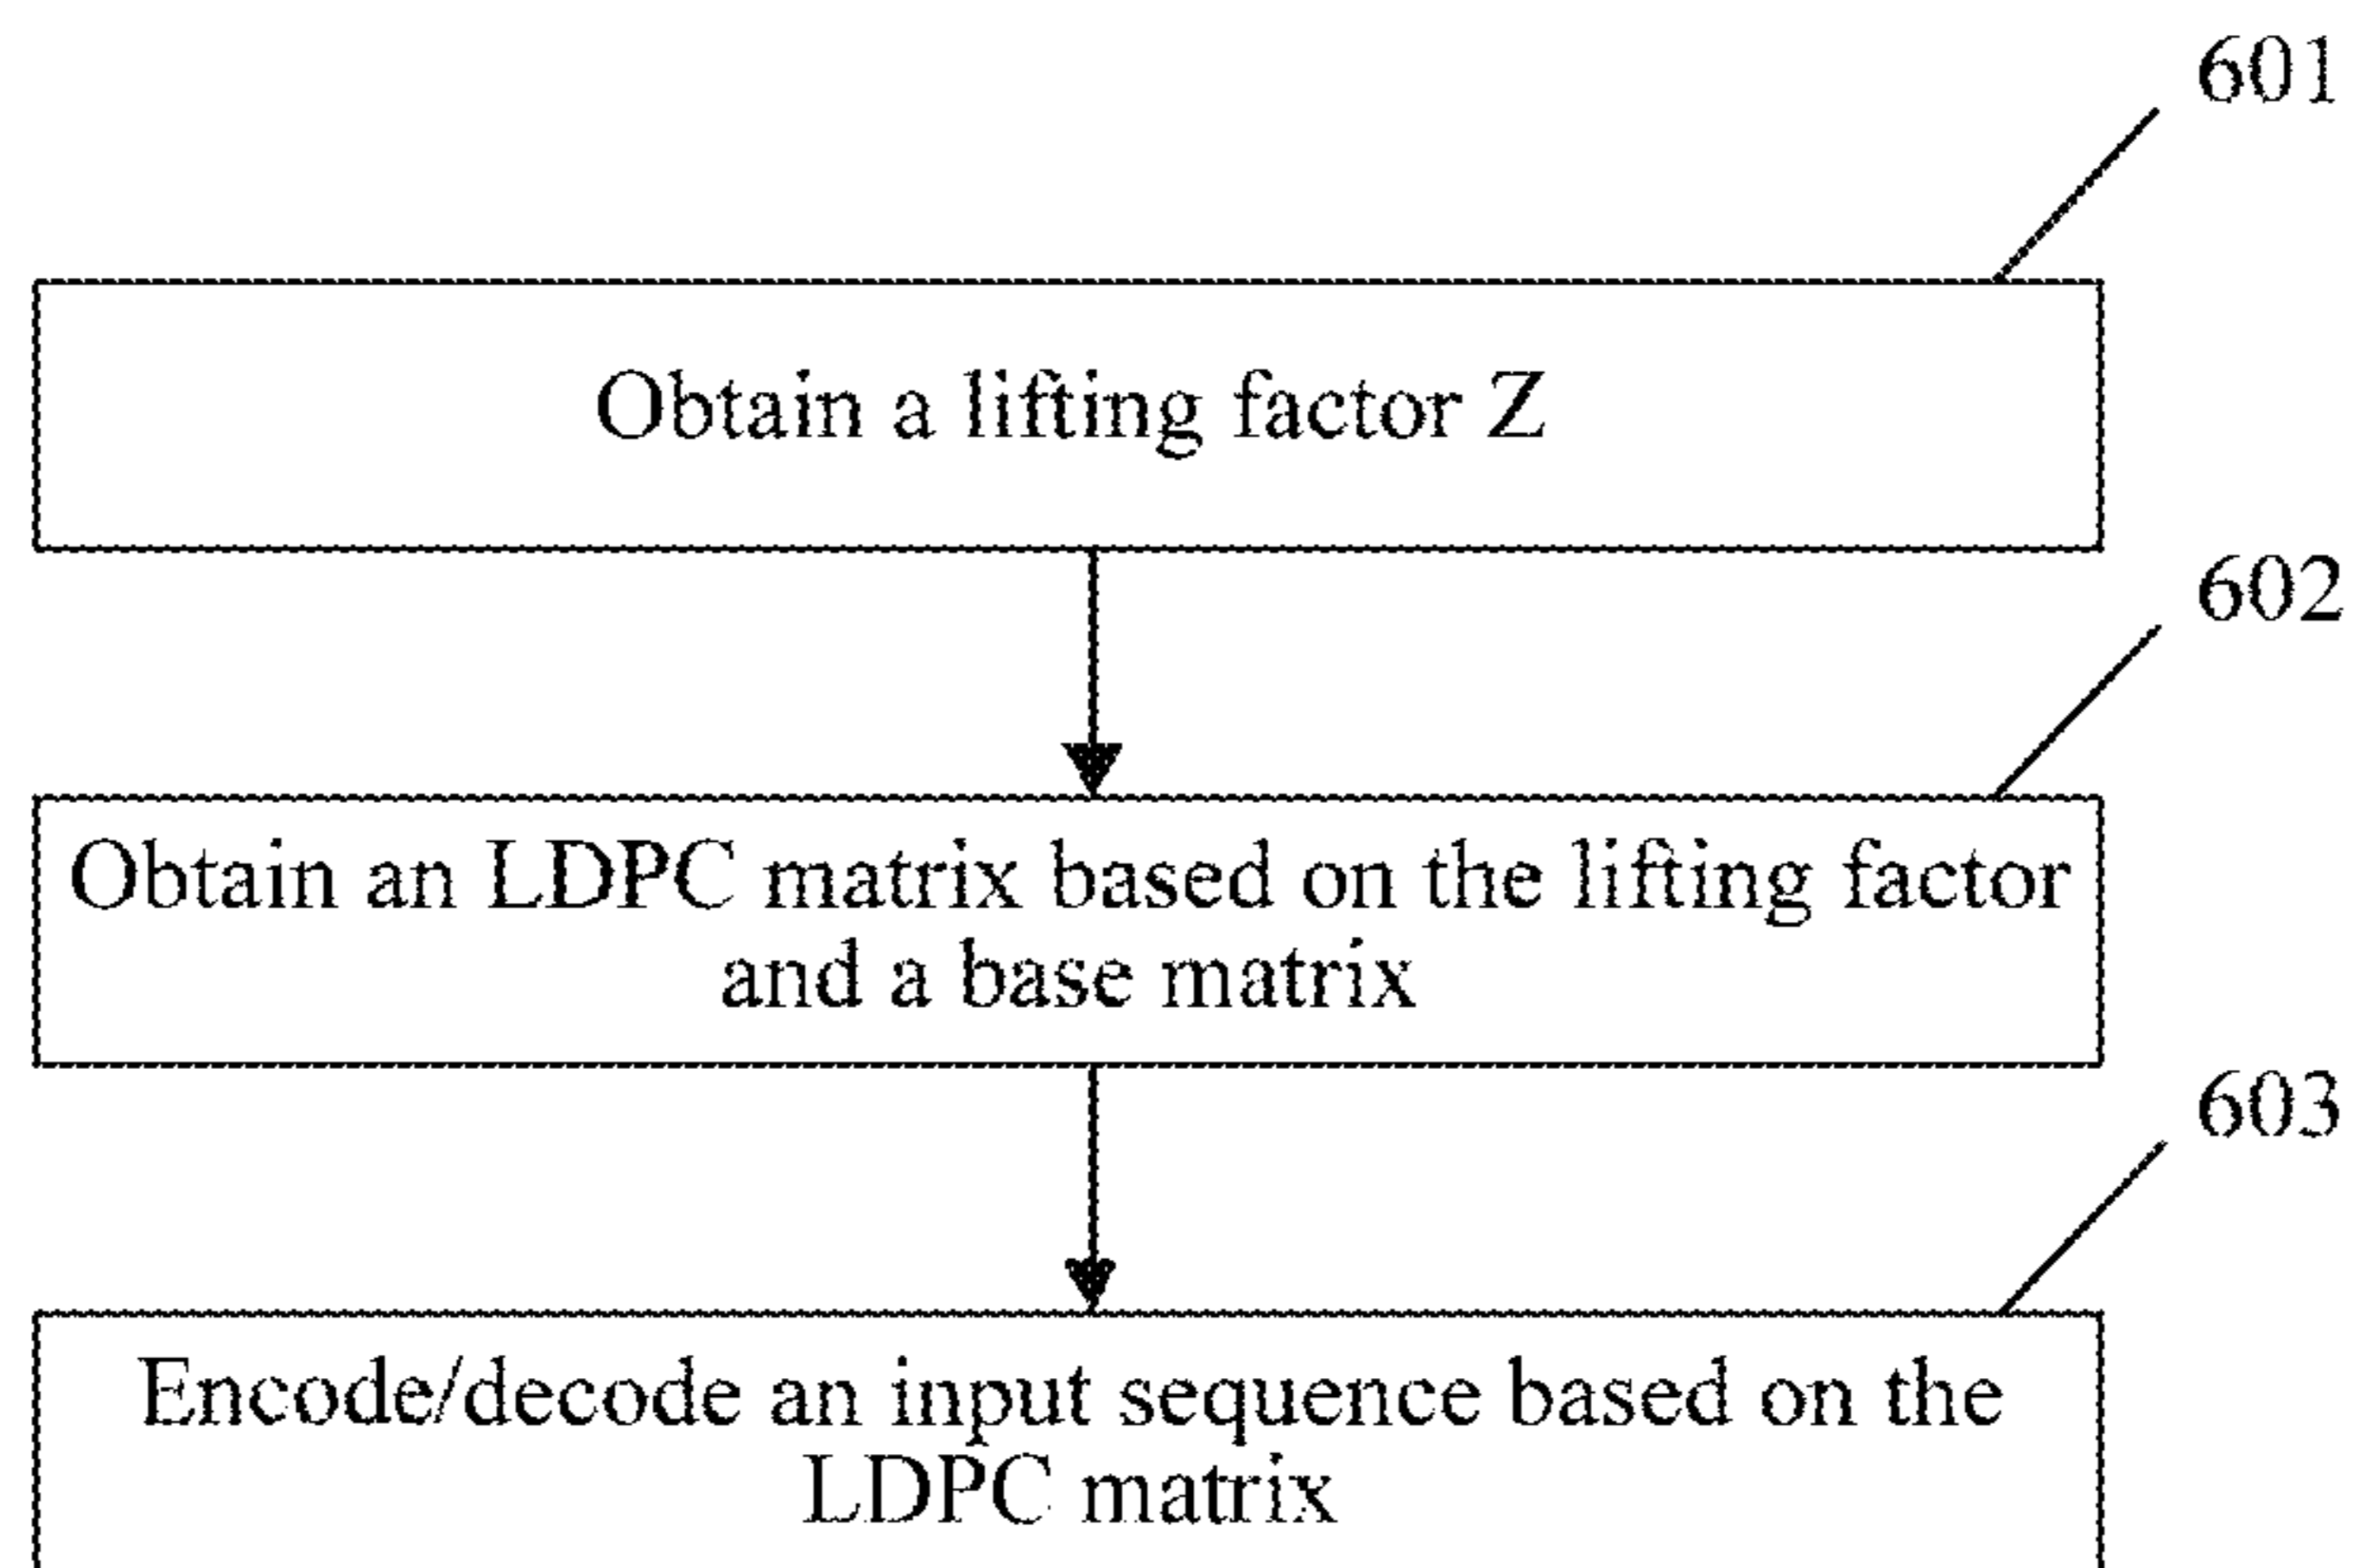 601
Obtain a lifting factor Z
602
Obtain an LDPC matrix based on the lifting factor
and a base matrix
603
Encode/decode an input sequence based on the
LDPC matrix